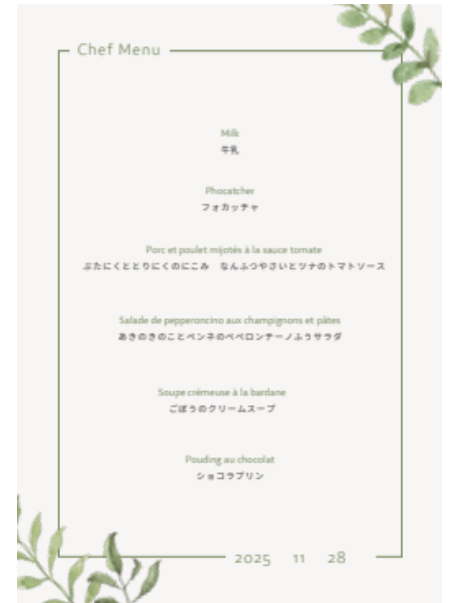 Chef Menu
Milk
牛乳
Phocatcher
フォカッチャ
Porc et poulet mijotés à la sauce tomate
ぶたにくととりにくのにこみ　なんふつやさいとツナのトマトソース
Salade de pepperoncino aux champignons et pâtes
あきのきのことペンネのペペロンチーノふうサラダ
Soupe crémeuse à la bardane
ごぼうのクリームスープ
Pouding au chocolat
ショコラプリン
2025 11 28